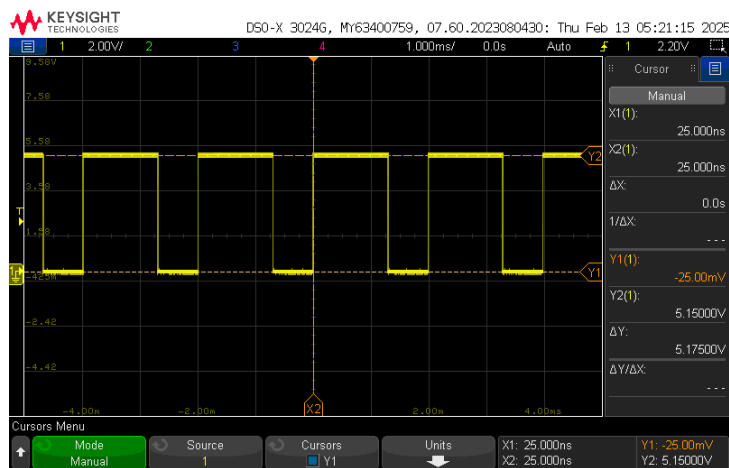 KEYSIGHT
TECHNOLOGIES
DSO-X 3024G, MY63400759, 07.60.2023080430: Thu Feb 13 05:21:15 2025
1 2.00V/ 2 3 4 1.000ms/ 0.0s Auto 1 2.20V
9.58V
7.58
5.58
3.58
1.58
-425M
-2.42
-4.42
T
1
Y2
Y1
X2
-4.00m -2.00m 2.00m 4.00ms
Cursor
Manual
X1(1):
25.000ns
X2(1):
25.000ns
ΔX:
0.0s
1/ΔX:
---
Y1(1):
-25.00mV
Y2(1):
5.15000V
ΔY:
5.17500V
ΔY/ΔX:
---
Cursors Menu
Mode
Manual
Source
1
Cursors
Y1
Units
X1: 25.000ns
X2: 25.000ns
Y1: -25.00mV
Y2: 5.15000V